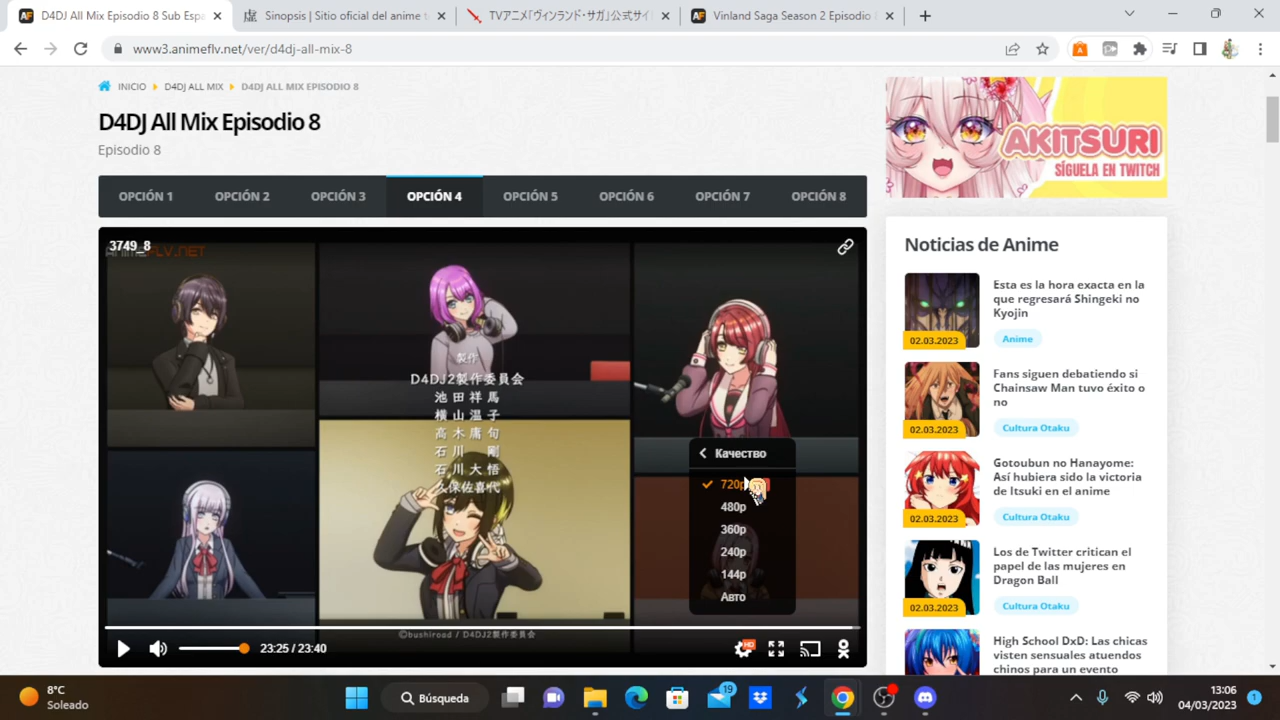 D4DJ All Mix Episodio 8 Sub Espa
Sinopsis | Sitio oficial del anime t
TVアニメ「ヴィンランド・サガ」公式サイ
Vinland Saga Season 2 Episodio
www3.animeflv.net/ver/d4dj-all-mix-8
INICIO D4DJ ALL MIX D4DJ ALL MIX EPISODIO 8
D4DJ All Mix Episodio 8
Episodio 8
OPCIÓN 1 OPCIÓN 2 OPCIÓN 3 OPCIÓN 4 OPCIÓN 5 OPCIÓN 6 OPCIÓN 7 OPCIÓN 8
3749_8
ANIMEFLV.NET
製作
D4DJ2製作委員会
池田祥馬
横山温子
高木庸句
石川 剛
石川大悟
久保佐喜代
Качество
720p
480p
360p
240p
144p
Авто
©bushiroad / D4DJ2製作委員会
23:25 / 23:40
HD
AKITSURI
SÍGUELA EN TWITCH
Noticias de Anime
Esta es la hora exacta en la
que regresará Shingeki no
Kyojin
02.03.2023
Anime
Fans siguen debatiendo si
Chainsaw Man tuvo éxito o
no
02.03.2023
Cultura Otaku
Gotoubun no Hanayome:
Así hubiera sido la victoria
de Itsuki en el anime
02.03.2023
Cultura Otaku
Los de Twitter critican el
papel de las mujeres en
Dragon Ball
02.03.2023
Cultura Otaku
High School DxD: Las chicas
visten sensuales atuendos
chinos para un evento
8°C
Soleado
Búsqueda
19
13:06
04/03/2023
1